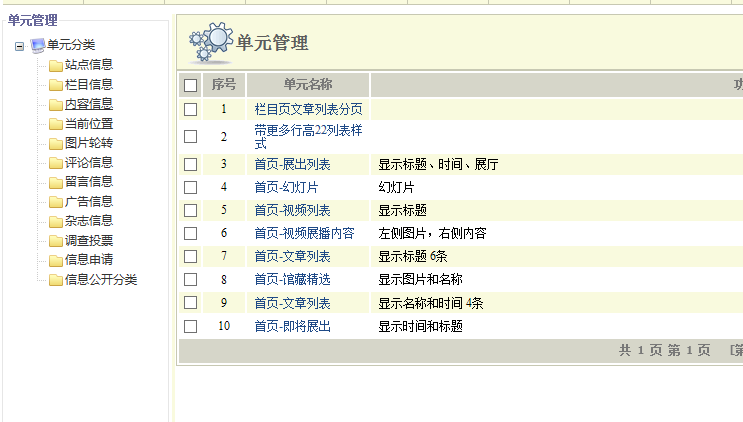 单元管理
单元分类
站点信息
栏目信息
内容信息
当前位置
图片轮转
评论信息
留言信息
广告信息
杂志信息
调查投票
信息申请
信息公开分类
单元管理
序号 单元名称
1 栏目页文章列表分页
2 带更多行高22列表样
式
3 首页-展出列表 显示标题、时间、展厅
4 首页-幻灯片 幻灯片
5 首页-视频列表 显示标题
6 首页-视频展播内容 左侧图片，右侧内容
7 首页-文章列表 显示标题 6条
8 首页-馆藏精选 显示图片和名称
9 首页-文章列表 显示名称和时间 4条
10 首页-即将展出 显示时间和标题
共 1 页 第 1 页 [第